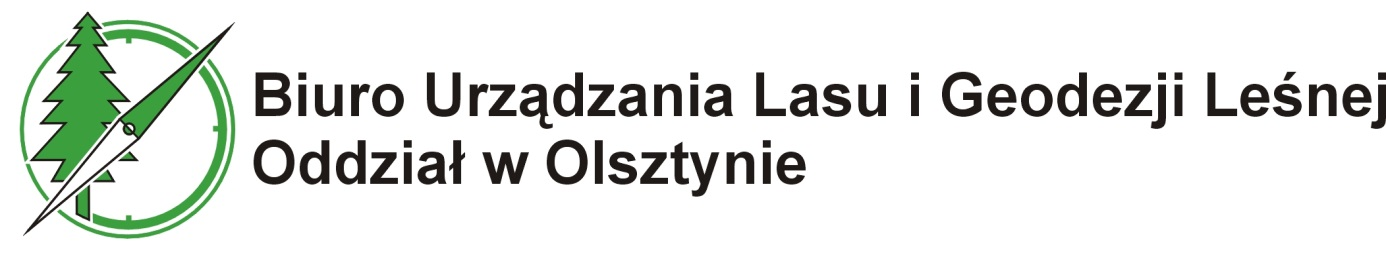 Biuro Urządzania Lasu i Geodezji Leśnej
Oddział w Olsztynie